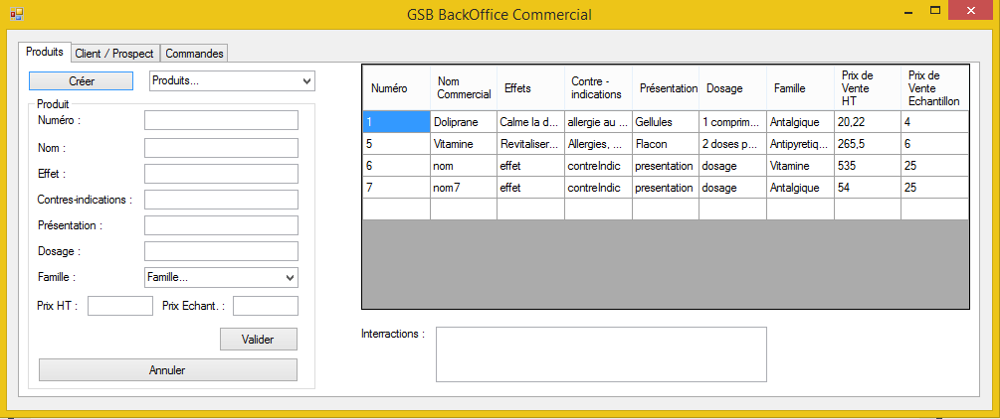 GSB BackOffice Commercial
Produits Client / Prospect Commandes
Créer Produits...
Produit
Numéro :
Nom :
Effet :
Contres-indications :
Présentation :
Dosage :
Famille : Famille...
Prix HT : Prix Echant. :
Valider
Annuler
Numéro Nom Commercial Effets Contre - indications Présentation Dosage Famille Prix de Vente HT Prix de Vente Echantillon
1 Doliprane Calme la d... allergie au ... Gellules 1 comprim... Antalgique 20,22 4
5 Vitamine Revitaliser... Allergies, ... Flacon 2 doses p... Antipyretiq... 265,5 6
6 nom effet contreIndic presentation dosage Vitamine 535 25
7 nom7 effet contreIndic presentation dosage Antalgique 54 25
Interractions :